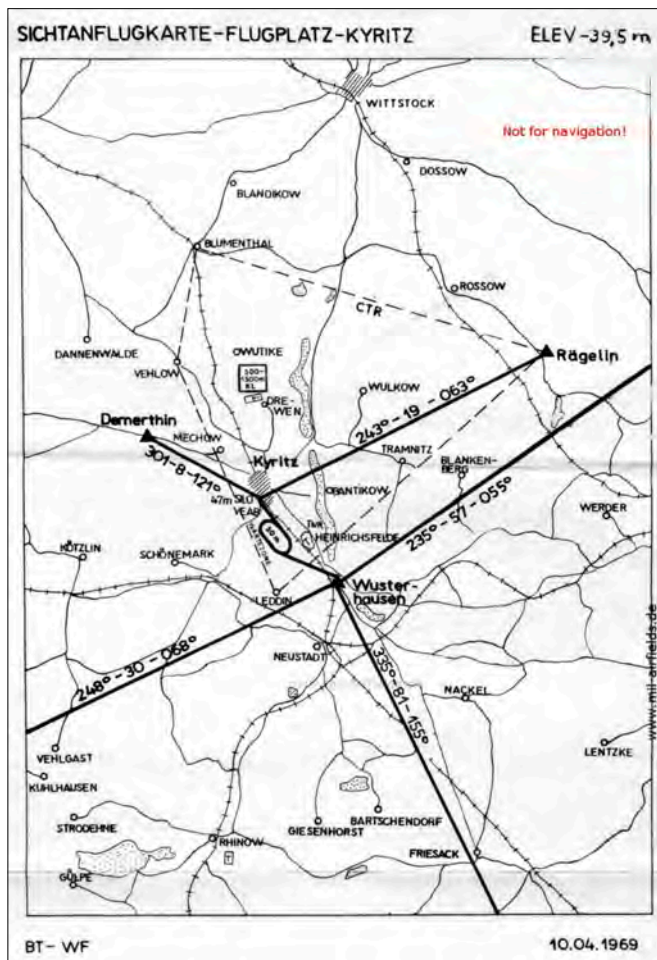 SICHTANFLUGKARTE-FLUGPLATZ-KYRITZ
ELEV-39,5 m
WITTSTOCK
Not for navigation!
DOSSOW
BLANDIKOW
BLUMENTHAL
ROSSOW
CTR
DANNENWALDE
VEHLOW
WUTIKE
Rägelin
WULKOW
DRE-
WEN
243°-19-063°
Demerthin
MECHOW
301-8-121°
Kyritz
TRAMNITZ
BLANKEN-
BERG
47m SILO
VEAB
BANTIKOW
235°-57-055°
WERDER
HEINRICHSFELDE
KÖTZLIN
SCHÖNEMARK
LEDDIN
Wuster-
hausen
248°-30-068°
NEUSTADT
335°-81-155°
NACKEL
VEHLGAST
LENTZKE
KUHLHAUSEN
STRODEHNE
GIESENHORST
BARTSCHENDORF
RHINOW
FRIESACK
GÜLPE
www.mil-airfields.de
BT-WF
10.04.1969